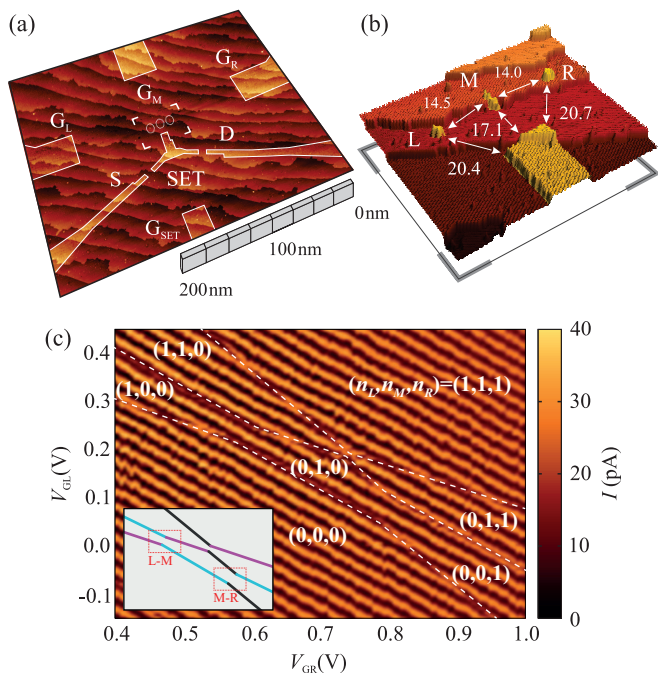 (a)
G_R
G_M
G_L
D
S
SET
G_SET
0nm
100nm
200nm
(b)
M
14.0
R
14.5
20.7
L
17.1
20.4
(c)
40
0.4
(1,1,0)
(1,0,0)
(n_L,n_M,n_R)=(1,1,1)
0.3
30
0.2
V_GL(V)
(0,1,0)
20
I (pA)
0.1
(0,1,1)
(0,0,0)
0.0
L-M
(0,0,1)
10
M-R
-0.1
0
0.4
0.5
0.6
0.7
0.8
0.9
1.0
V_GR(V)